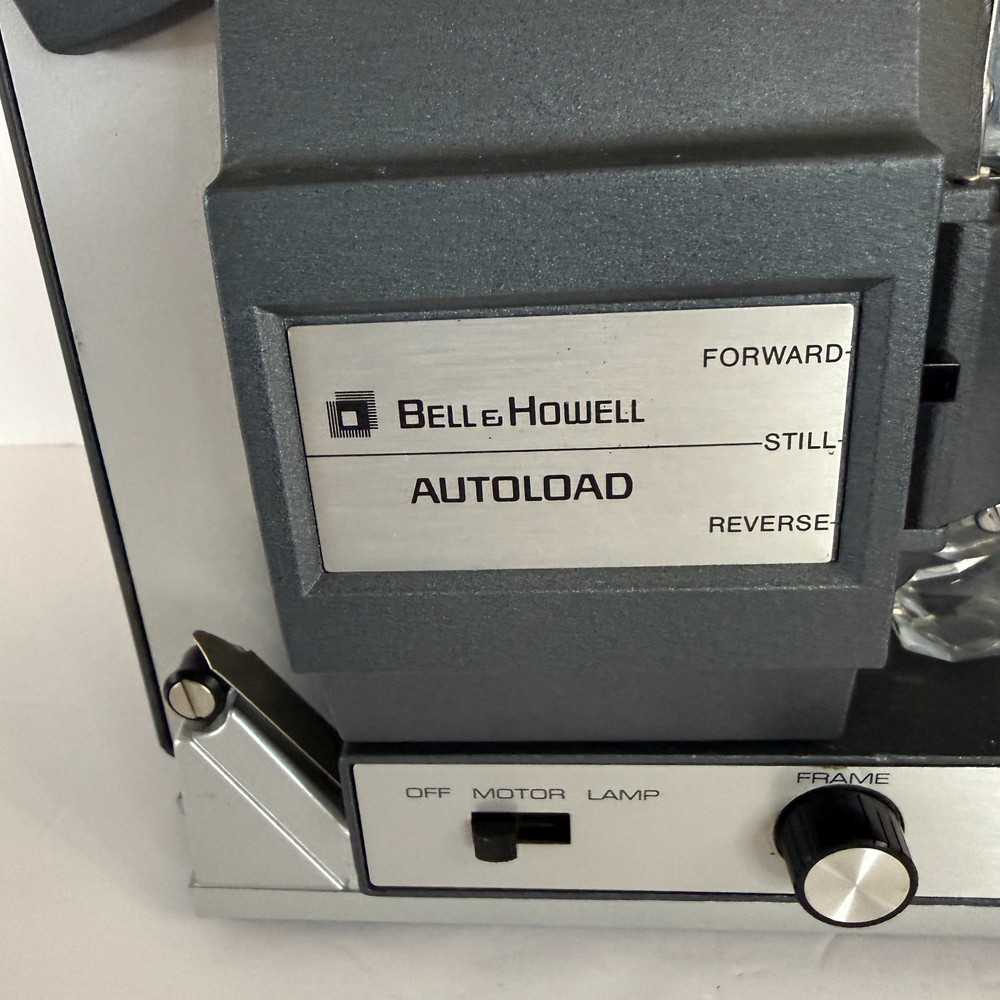 FORWARD
BELL & HOWELL
STILL
AUTOLOAD
REVERSE
OFF MOTOR LAMP
FRAME